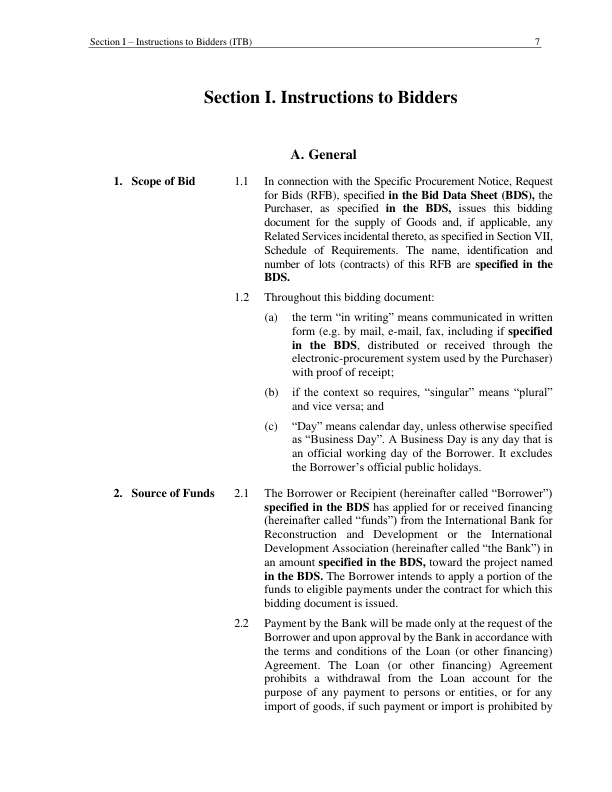 Section I – Instructions to Bidders (ITB) 7
Section I. Instructions to Bidders
A. General
1. Scope of Bid
1.1 In connection with the Specific Procurement Notice, Request
for Bids (RFB), specified in the Bid Data Sheet (BDS), the
Purchaser, as specified in the BDS, issues this bidding
document for the supply of Goods and, if applicable, any
Related Services incidental thereto, as specified in Section VII,
Schedule of Requirements. The name, identification and
number of lots (contracts) of this RFB are specified in the
BDS.
1.2 Throughout this bidding document:
(a) the term “in writing” means communicated in written
form (e.g. by mail, e-mail, fax, including if specified
in the BDS, distributed or received through the
electronic-procurement system used by the Purchaser)
with proof of receipt;
(b) if the context so requires, “singular” means “plural”
and vice versa; and
(c) “Day” means calendar day, unless otherwise specified
as “Business Day”. A Business Day is any day that is
an official working day of the Borrower. It excludes
the Borrower’s official public holidays.
2. Source of Funds
2.1 The Borrower or Recipient (hereinafter called “Borrower”)
specified in the BDS has applied for or received financing
(hereinafter called “funds”) from the International Bank for
Reconstruction and Development or the International
Development Association (hereinafter called “the Bank”) in
an amount specified in the BDS, toward the project named
in the BDS. The Borrower intends to apply a portion of the
funds to eligible payments under the contract for which this
bidding document is issued.
2.2 Payment by the Bank will be made only at the request of the
Borrower and upon approval by the Bank in accordance with
the terms and conditions of the Loan (or other financing)
Agreement. The Loan (or other financing) Agreement
prohibits a withdrawal from the Loan account for the
purpose of any payment to persons or entities, or for any
import of goods, if such payment or import is prohibited by